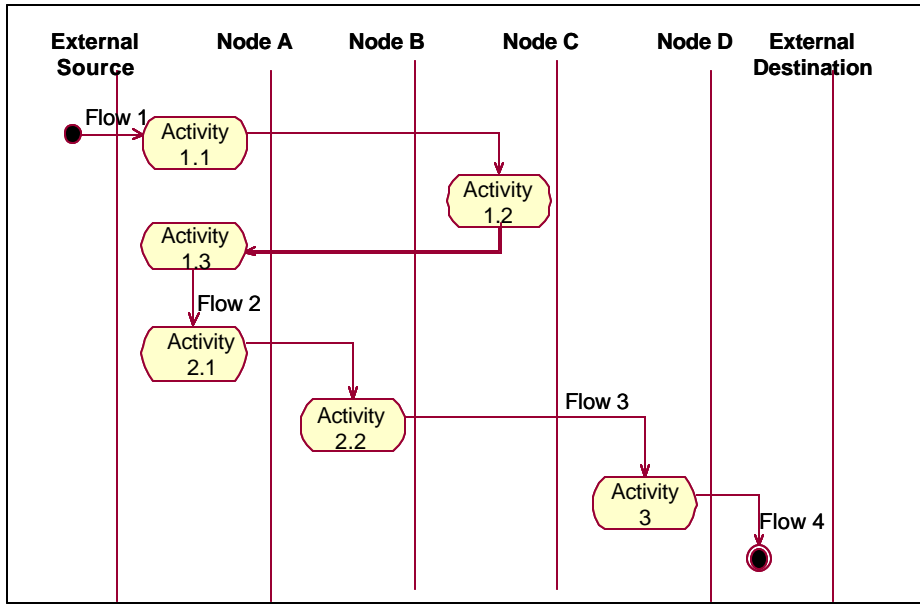 External
Source
Node A
Node B
Node C
Node D
External
Destination
Flow 1
Activity
1.1
Activity
1.2
Activity
1.3
Flow 2
Activity
2.1
Activity
2.2
Flow 3
Activity
3
Flow 4